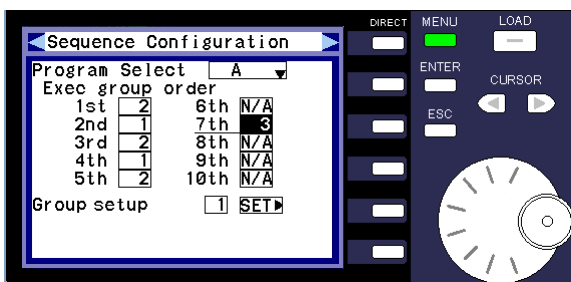 DIRECT MENU LOAD
Sequence Configuration
Program Select A
ENTER
CURSOR
Exec group order
1st 2 6th N/A
ESC
2nd 1 7th 3
3rd 2 8th N/A
4th 1 9th N/A
5th 2 10th N/A
Group setup 1 SET